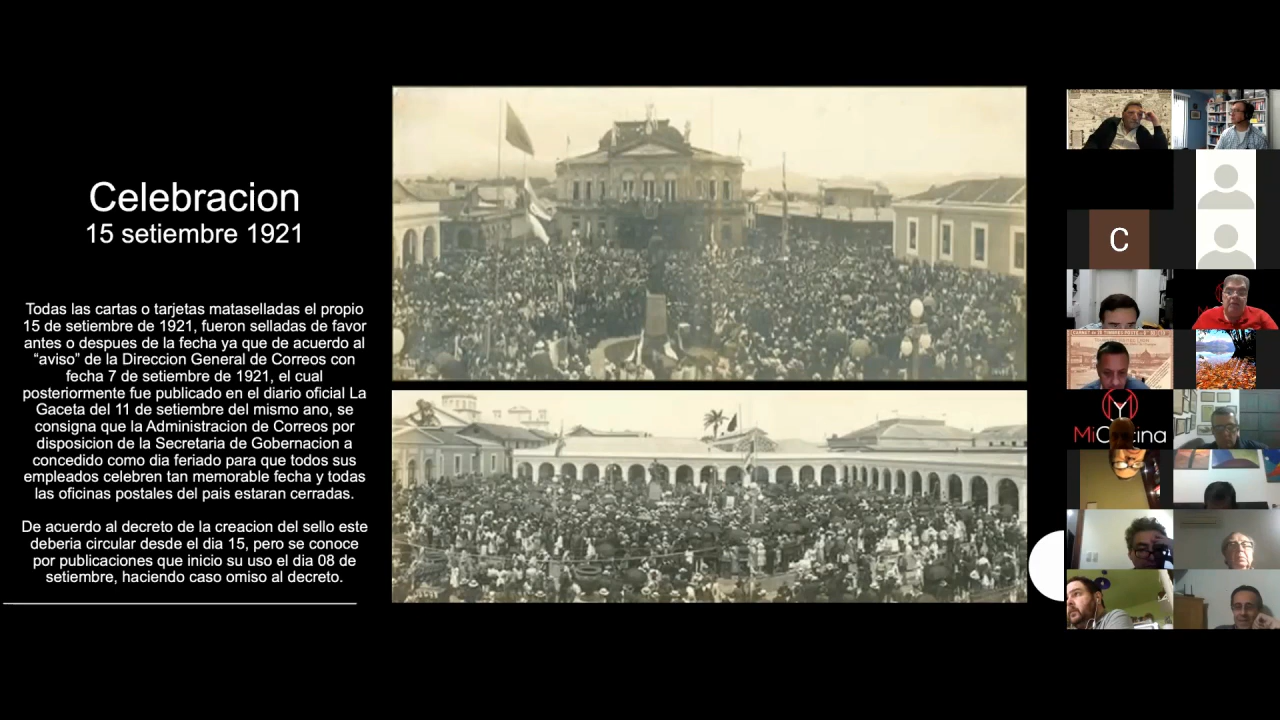 Celebracion
15 setiembre 1921
Todas las cartas o tarjetas mataselladas el propio
15 de setiembre de 1921, fueron selladas de favor
antes o despues de la fecha ya que de acuerdo al
“aviso” de la Direccion General de Correos con
fecha 7 de setiembre de 1921, el cual
posteriormente fue publicado en el diario oficial La
Gaceta del 11 de setiembre del mismo ano, se
consigna que la Administracion de Correos por
disposicion de la Secretaria de Gobernacion a
concedido como dia feriado para que todos sus
empleados celebren tan memorable fecha y todas
las oficinas postales del pais estaran cerradas.
De acuerdo al decreto de la creacion del sello este
deberia circular desde el dia 15, pero se conoce
por publicaciones que inicio su uso el dia 08 de
setiembre, haciendo caso omiso al decreto.
C